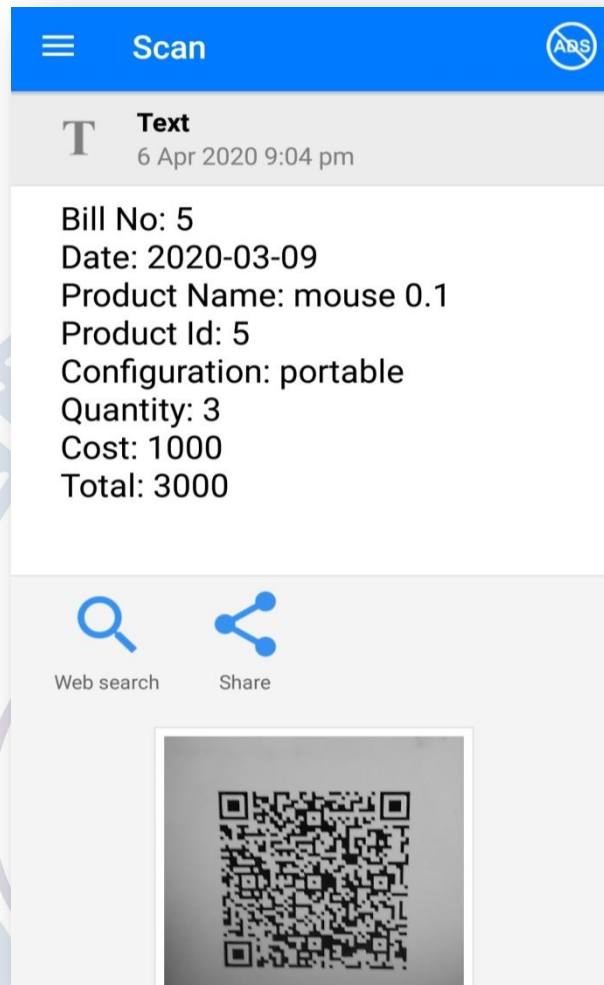 Scan
ADS
Text
6 Apr 2020 9:04 pm
Bill No: 5
Date: 2020-03-09
Product Name: mouse 0.1
Product Id: 5
Configuration: portable
Quantity: 3
Cost: 1000
Total: 3000
Web search
Share